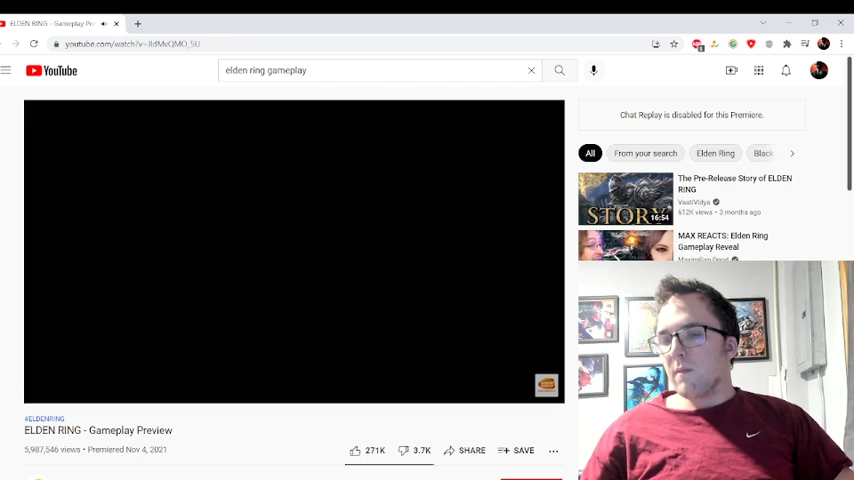 ELDEN RING - Gameplay Pre
youtube.com/watch?v=JldMvQMO_5U
YouTube
elden ring gameplay
Chat Replay is disabled for this Premiere.
All
From your search
Elden Ring
Black
The Pre-Release Story of ELDEN
RING
VaatiVidya
512K views • 3 months ago
STORY
16:54
MAX REACTS: Elden Ring
Gameplay Reveal
#ELDENRING
ELDEN RING - Gameplay Preview
5,987,546 views • Premiered Nov 4, 2021
271K
3.7K
SHARE
SAVE